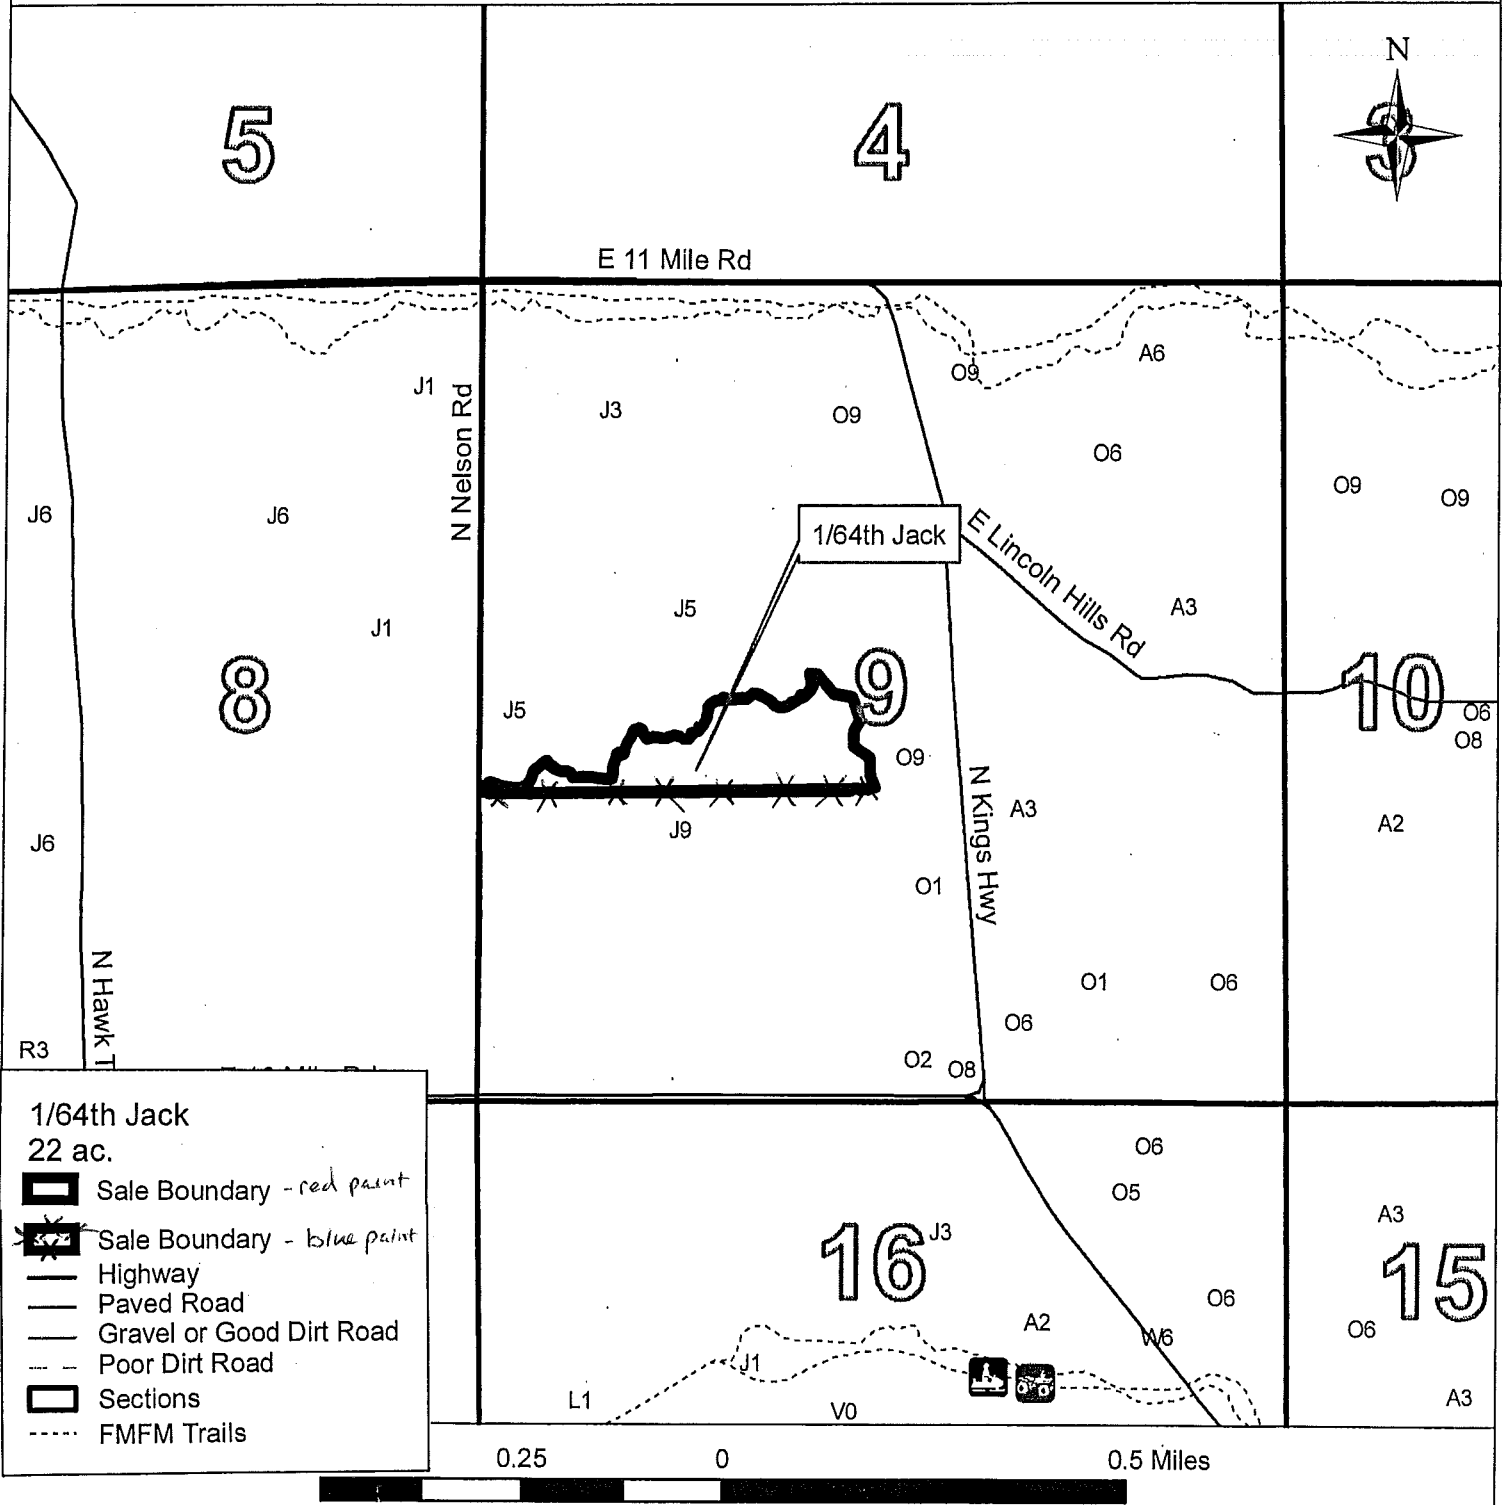 N
5
4
3
E 11 Mile Rd
A6
O9
J1
J3
O9
N Nelson Rd
O6
O9
O9
J6
J6
1/64th Jack
E Lincoln Hills Rd
J5
A3
J1
8
9
10
J5
O6
O8
O9
N Kings Hwy
A3
A2
J9
J6
O1
N Hawk T
O1
O6
O6
R3
O2
O8
1/64th Jack
22 ac.
Sale Boundary - red paint
Sale Boundary - blue paint
Highway
Paved Road
Gravel or Good Dirt Road
Poor Dirt Road
Sections
FMFM Trails
O6
O5
A3
16
J3
15
O6
O6
A2
W6
J1
L1
V0
A3
0.25 0 0.5 Miles